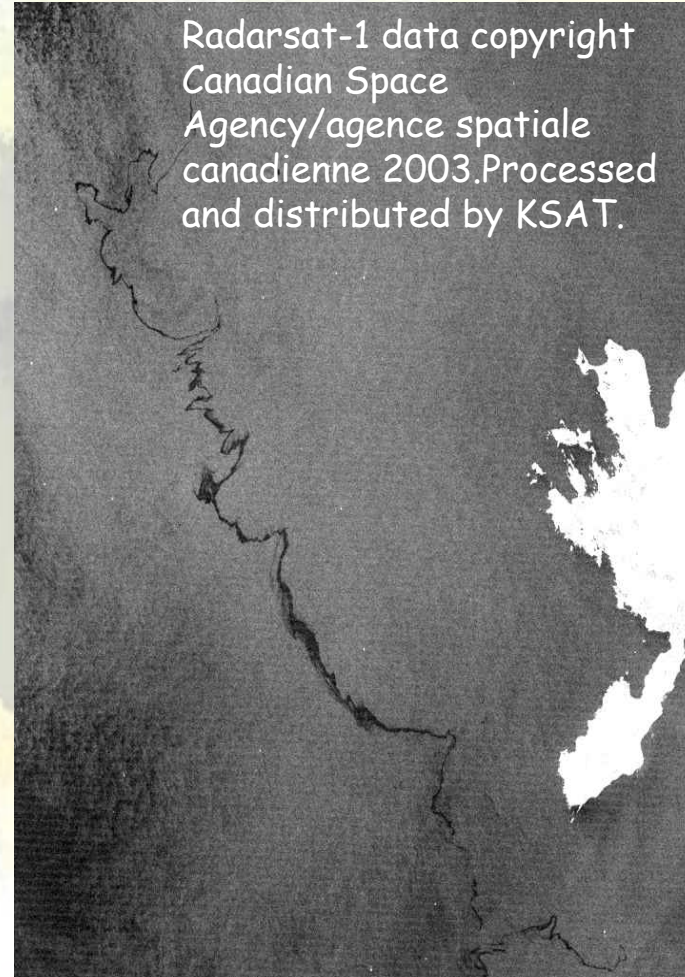 Radarsat-1 data copyright
Canadian Space
Agency/agence spatiale
canadienne 2003.Processed
and distributed by KSAT.